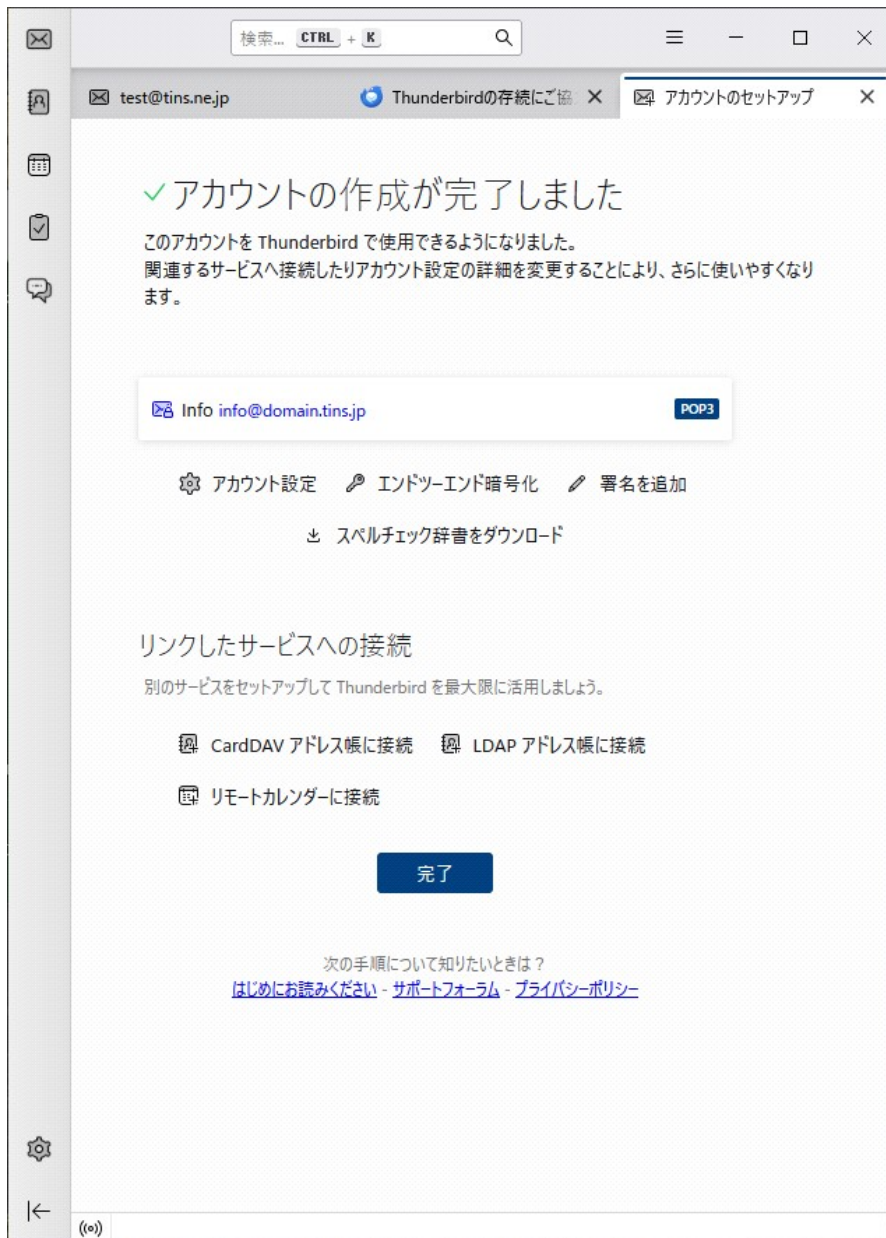 検索... CTRL + K
test@tins.ne.jp
Thunderbirdの存続にご協
アカウントのセットアップ
アカウントの作成が完了しました
このアカウントを Thunderbird で使用できるようになりました。
関連するサービスへ接続したりアカウント設定の詳細を変更することにより、さらに使いやすくなり
ます。
Info info@domain.tins.jp
POP3
アカウント設定 エンドツーエンド暗号化 署名を追加
スペルチェック辞書をダウンロード
リンクしたサービスへの接続
別のサービスをセットアップして Thunderbird を最大限に活用しましょう。
CardDAV アドレス帳に接続 LDAP アドレス帳に接続
リモートカレンダーに接続
完了
次の手順について知りたいときは？
はじめにお読みください - サポートフォーラム - プライバシーポリシー